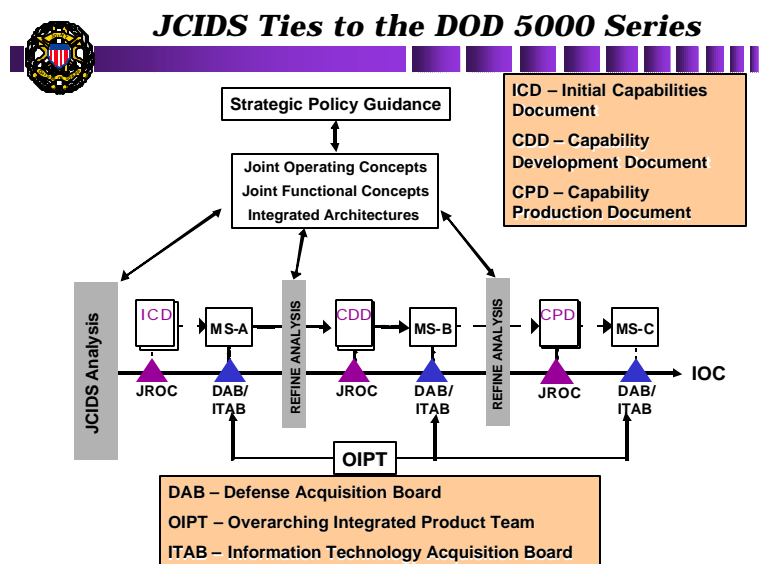 JCIDS Ties to the DOD 5000 Series
Strategic Policy Guidance
ICD – Initial Capabilities
Document
CDD – Capability
Development Document
CPD – Capability
Production Document
Joint Operating Concepts
Joint Functional Concepts
Integrated Architectures
JCIDS Analysis
ICD
MS-A
REFINE ANALYSIS
CDD
MS-B
REFINE ANALYSIS
CPD
MS-C
IOC
JROC
DAB/
ITAB
JROC
DAB/
ITAB
JROC
DAB/
ITAB
OIPT
DAB – Defense Acquisition Board
OIPT – Overarching Integrated Product Team
ITAB – Information Technology Acquisition Board